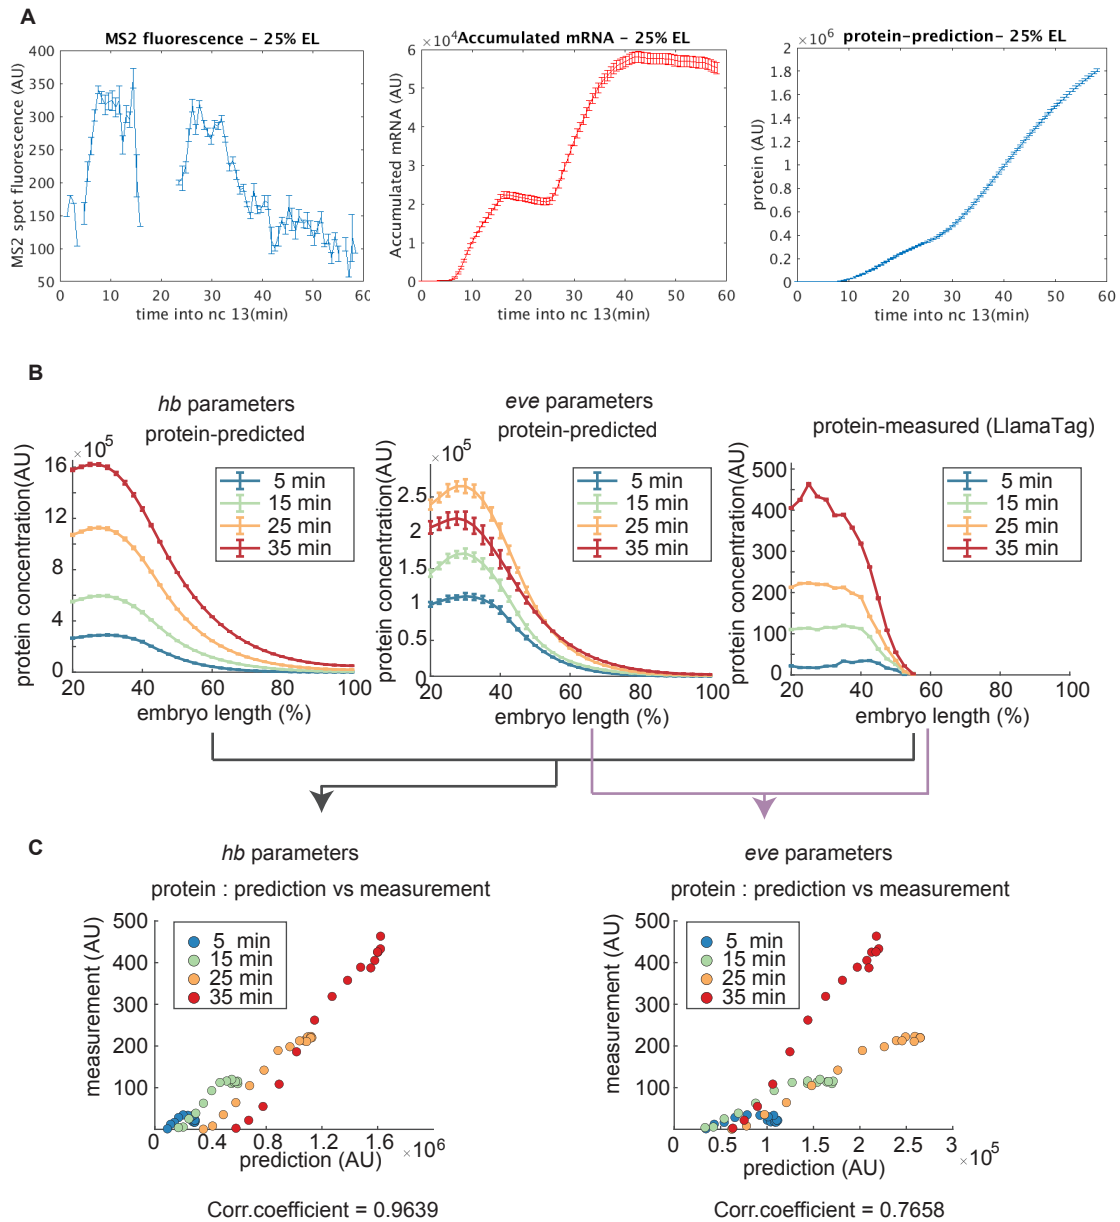 A
MS2 fluorescence – 25% EL
MS2 spot fluorescence (AU)
400
350
300
250
200
150
100
50
0 10 20 30 40 50 60
time into nc 13(min)
×10⁴ Accumulated mRNA – 25% EL
Accumulated mRNA (AU)
6
5
4
3
2
1
0
0 10 20 30 40 50 60
time into nc 13(min)
×10⁶ protein–prediction– 25% EL
protein (AU)
2
1.8
1.6
1.4
1.2
1
0.8
0.6
0.4
0.2
0
0 10 20 30 40 50 60
time into nc 13(min)
B
hb parameters
protein-predicted
× 10⁵
protein concentration(AU)
16
12
8
4
0
20 40 60 80 100
embryo length (%)
5 min
15 min
25 min
35 min
eve parameters
protein-predicted
× 10⁵
protein concentration(AU)
2.5
2
1.5
1
0.5
0
20 40 60 80 100
embryo length (%)
5 min
15 min
25 min
35 min
protein-measured (LlamaTag)
protein concentration(AU)
500
400
300
200
100
0
20 40 60 80 100
embryo length (%)
5 min
15 min
25 min
35 min
C
hb parameters
protein : prediction vs measurement
measurement (AU)
500
400
300
200
100
0 0.4 0.8 1.2 1.6
×10⁶
prediction (AU)
5 min
15 min
25 min
35 min
Corr.coefficient = 0.9639
eve parameters
protein : prediction vs measurement
measurement (AU)
500
400
300
200
100
0 0.5 1 1.5 2 2.5 3
×10⁵
prediction (AU)
5 min
15 min
25 min
35 min
Corr.coefficient = 0.7658